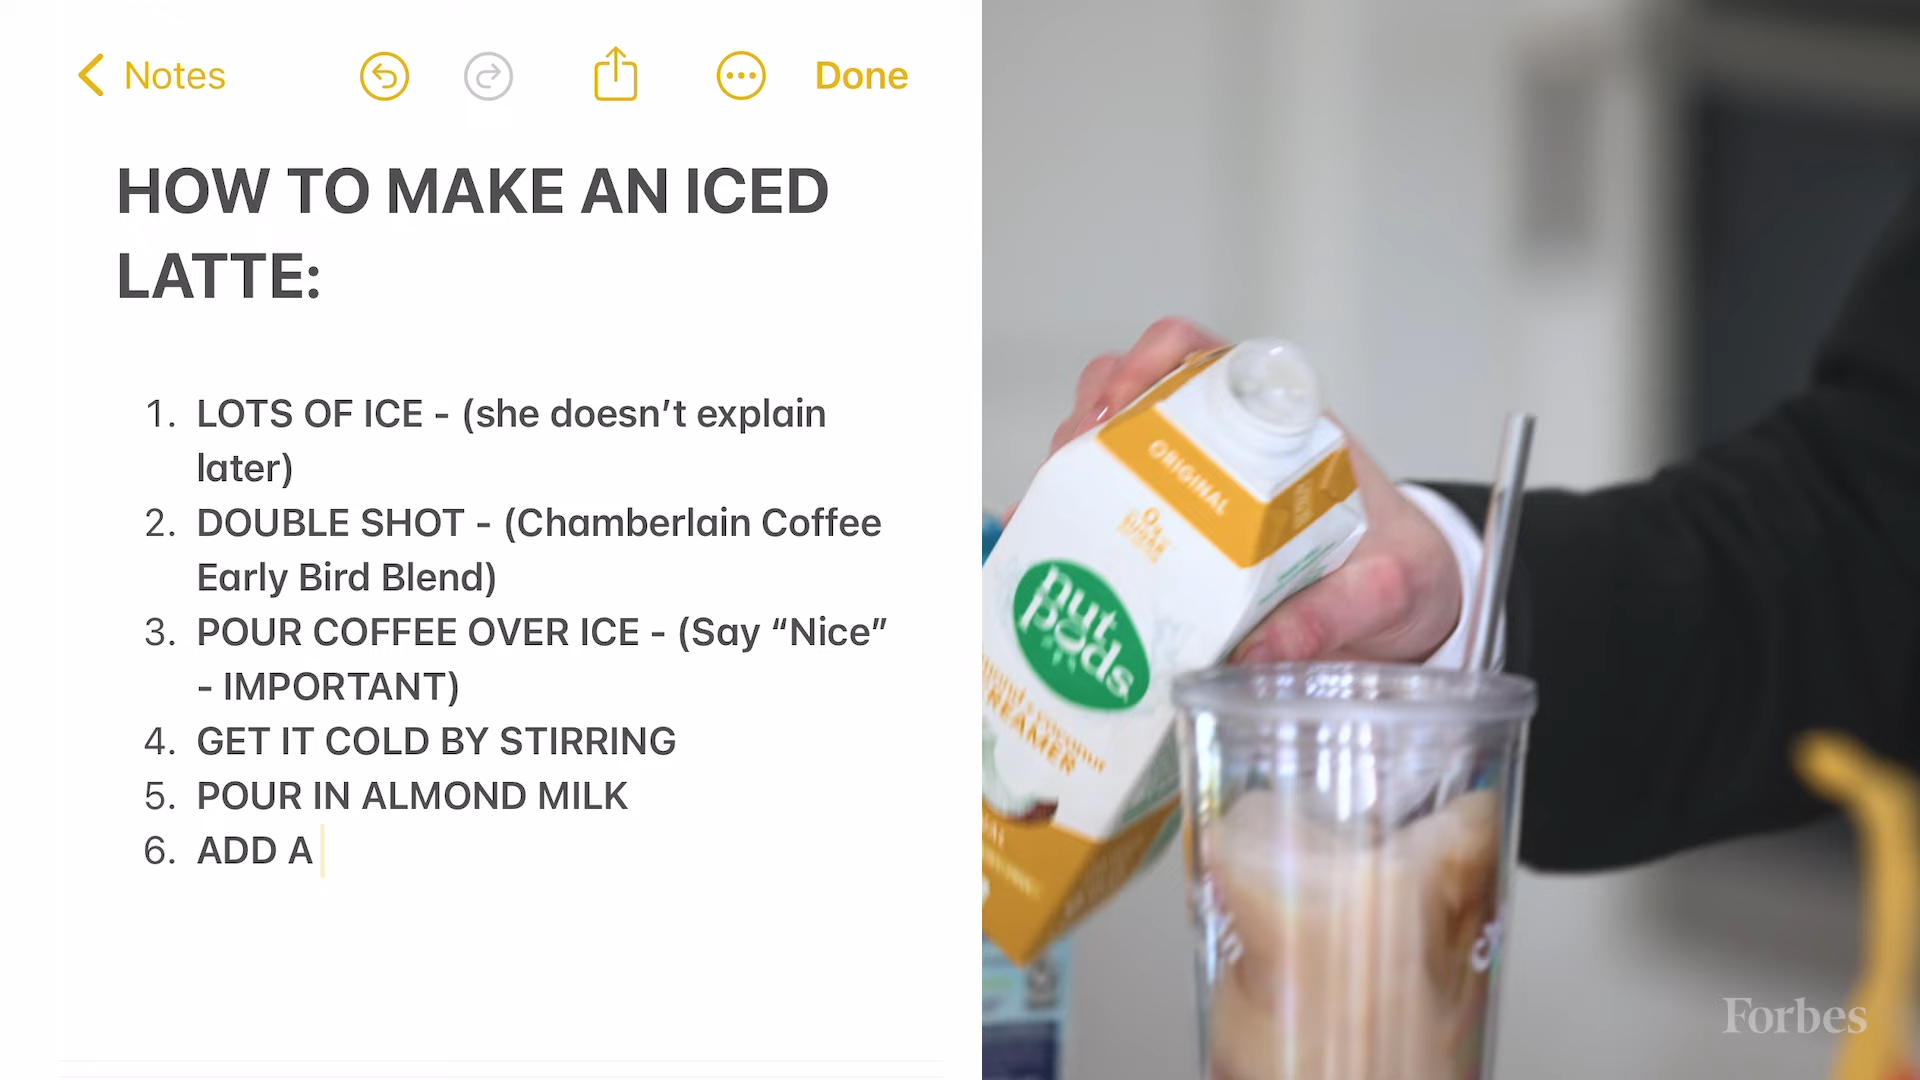 Notes
Done
HOW TO MAKE AN ICED
LATTE:
1. LOTS OF ICE - (she doesn’t explain
later)
2. DOUBLE SHOT - (Chamberlain Coffee
Early Bird Blend)
3. POUR COFFEE OVER ICE - (Say “Nice”
- IMPORTANT)
4. GET IT COLD BY STIRRING
5. POUR IN ALMOND MILK
6. ADD A
ORIGINAL
nut
pods
CREAMER
Forbes